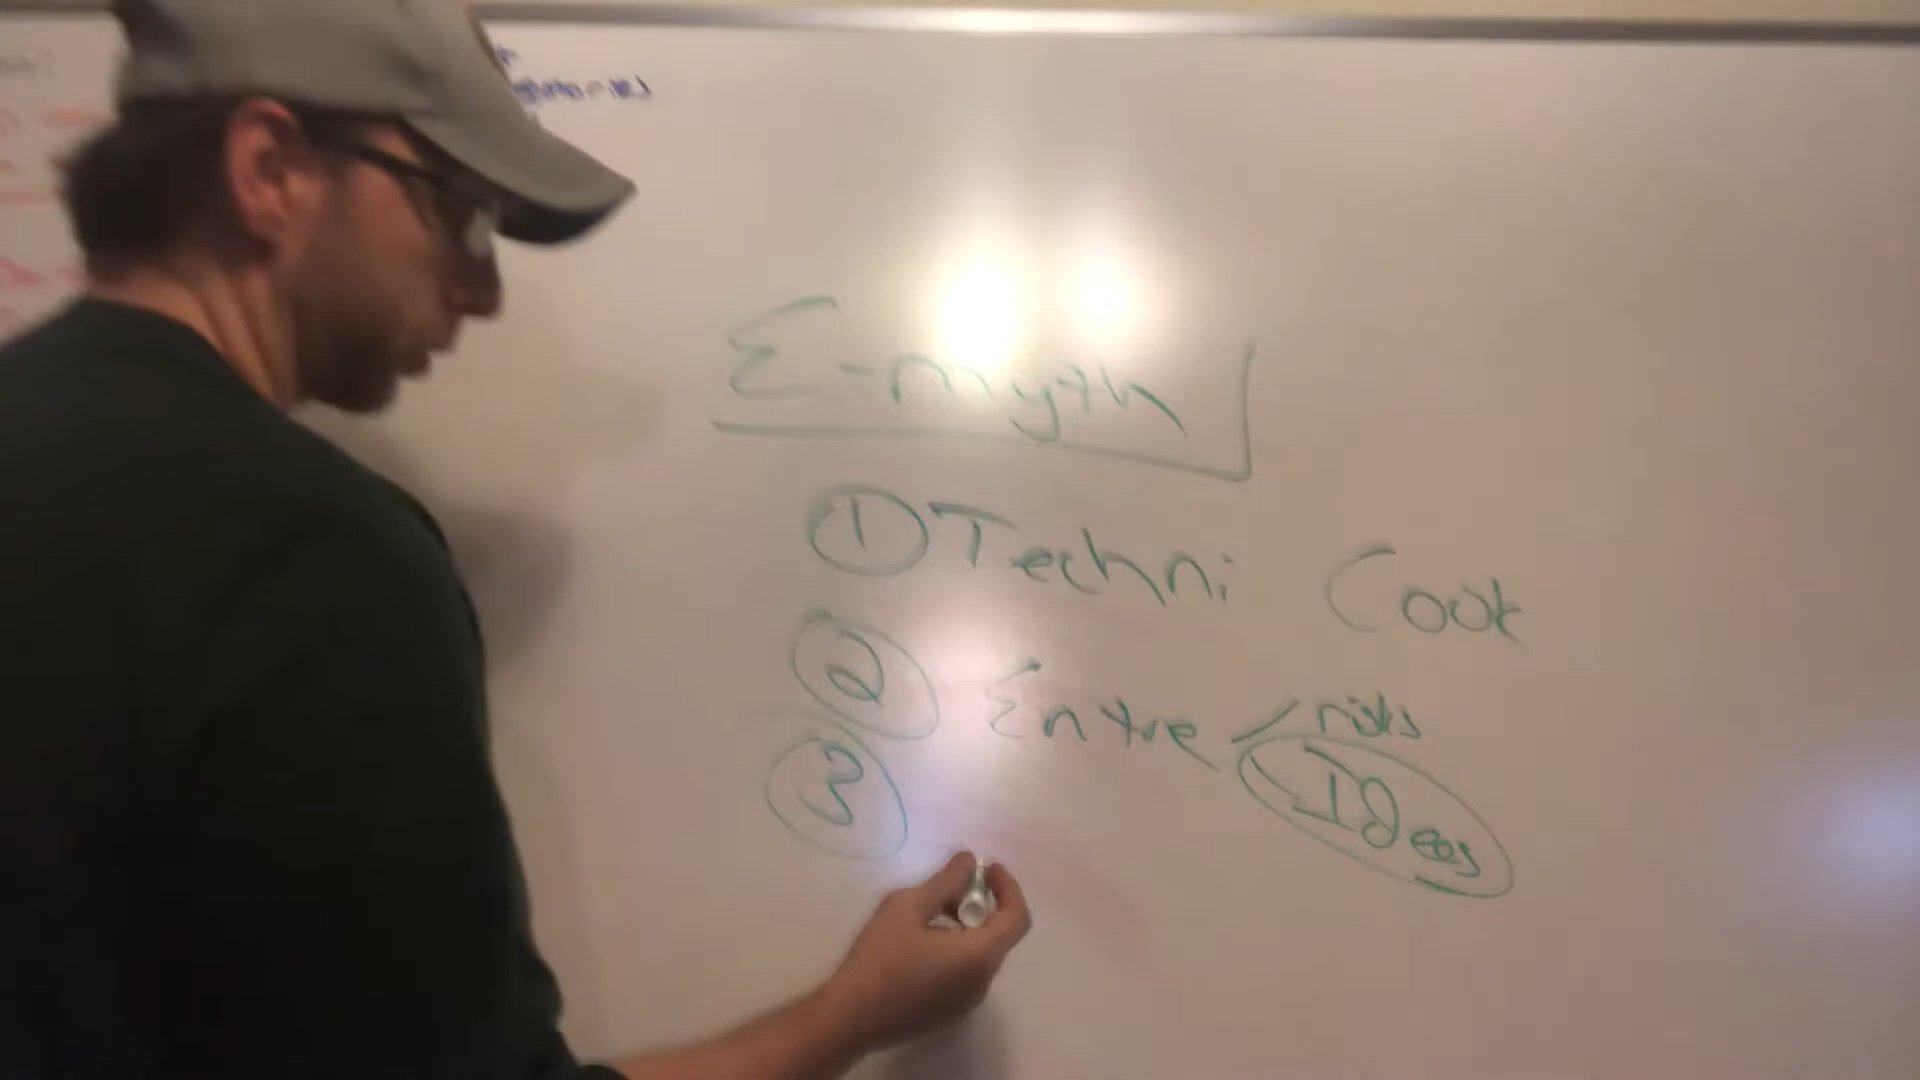 E-myth
① Techni Cook
② Entre risks
IDeas
③